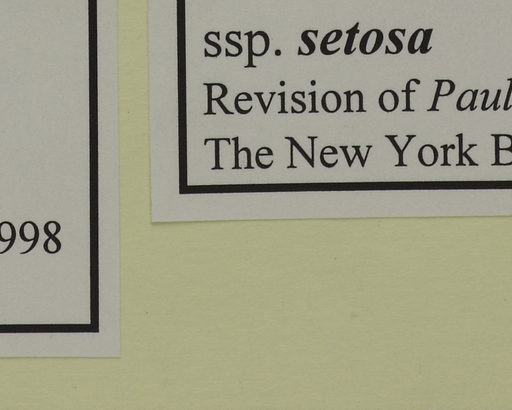 ssp. setosa
Revision of Paul
The New York B
998